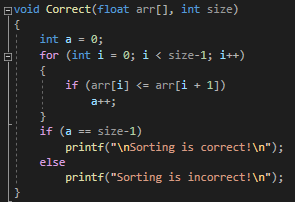 void Correct(float arr[], int size)
{
    int a = 0;
    for (int i = 0; i < size-1; i++)
    {
        if (arr[i] <= arr[i + 1])
            a++;
    }
    if (a == size-1)
        printf("\nSorting is correct!\n");
    else
        printf("Sorting is incorrect!\n");
}